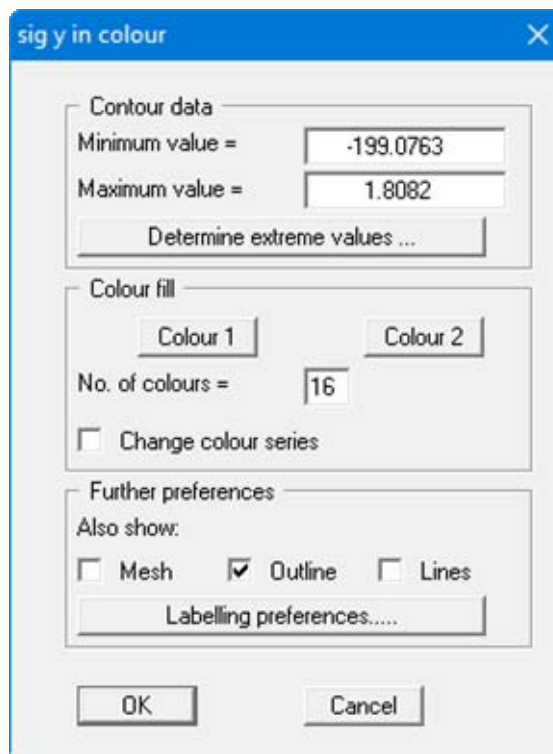 sig y in colour
Contour data
Minimum value = -199.0763
Maximum value = 1.8082
Determine extreme values ...
Colour fill
Colour 1 Colour 2
No. of colours = 16
Change colour series
Further preferences
Also show:
Mesh Outline Lines
Labelling preferences.....
OK Cancel